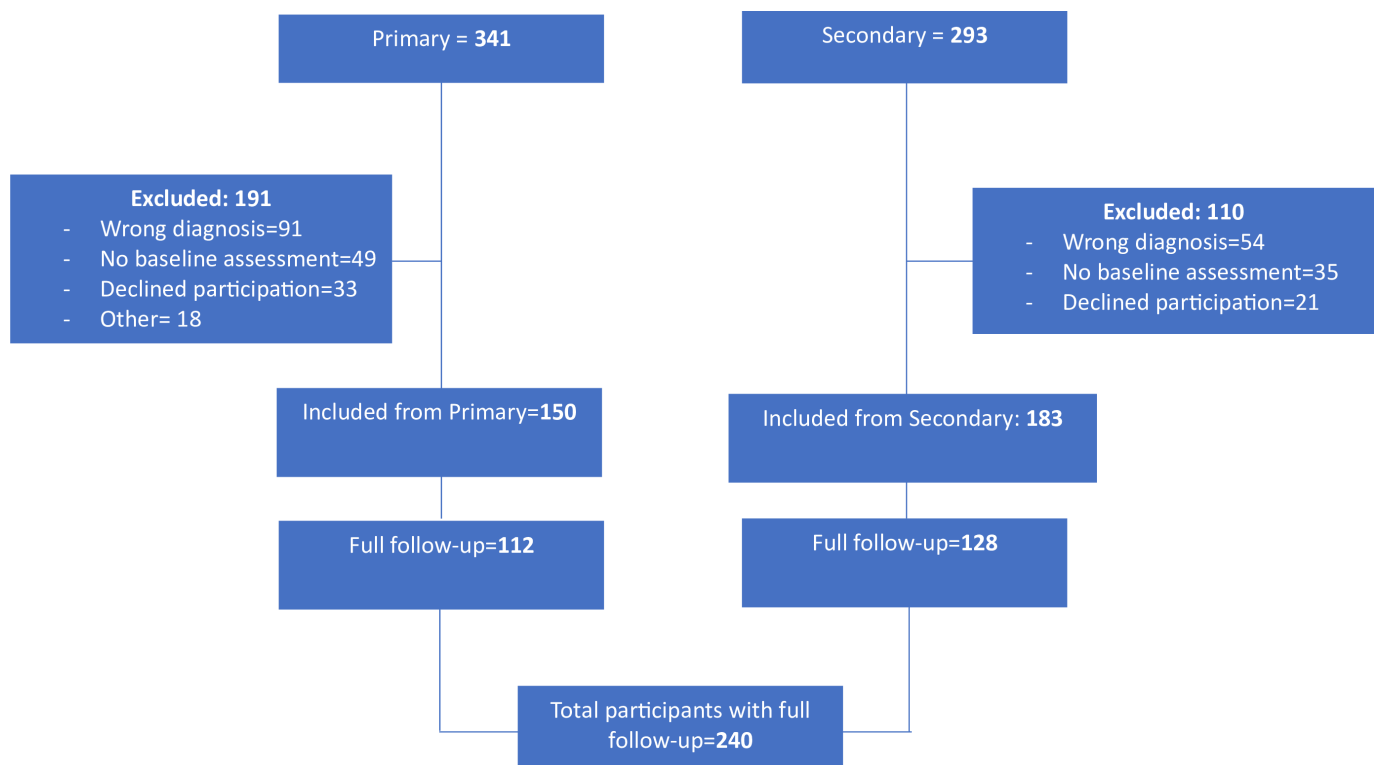 Primary = 341
Secondary = 293
Excluded: 191
- Wrong diagnosis=91
- No baseline assessment=49
- Declined participation=33
- Other= 18
Excluded: 110
- Wrong diagnosis=54
- No baseline assessment=35
- Declined participation=21
Included from Primary=150
Included from Secondary: 183
Full follow-up=112
Full follow-up=128
Total participants with full
follow-up=240